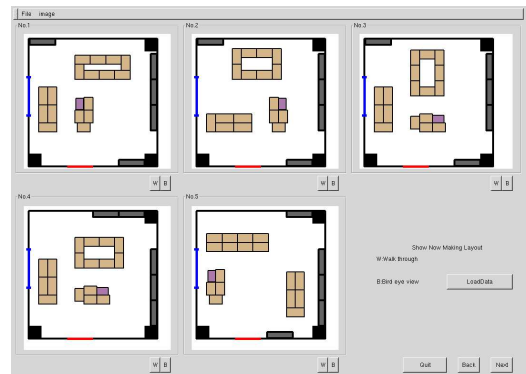 File image
No.1
No.2
No.3
W B
W B
W B
No.4
No.5
Show Now Making Layout
W:Walk through
B:Bird eye view
LoadData
W B
W B
Quit
Back
Next